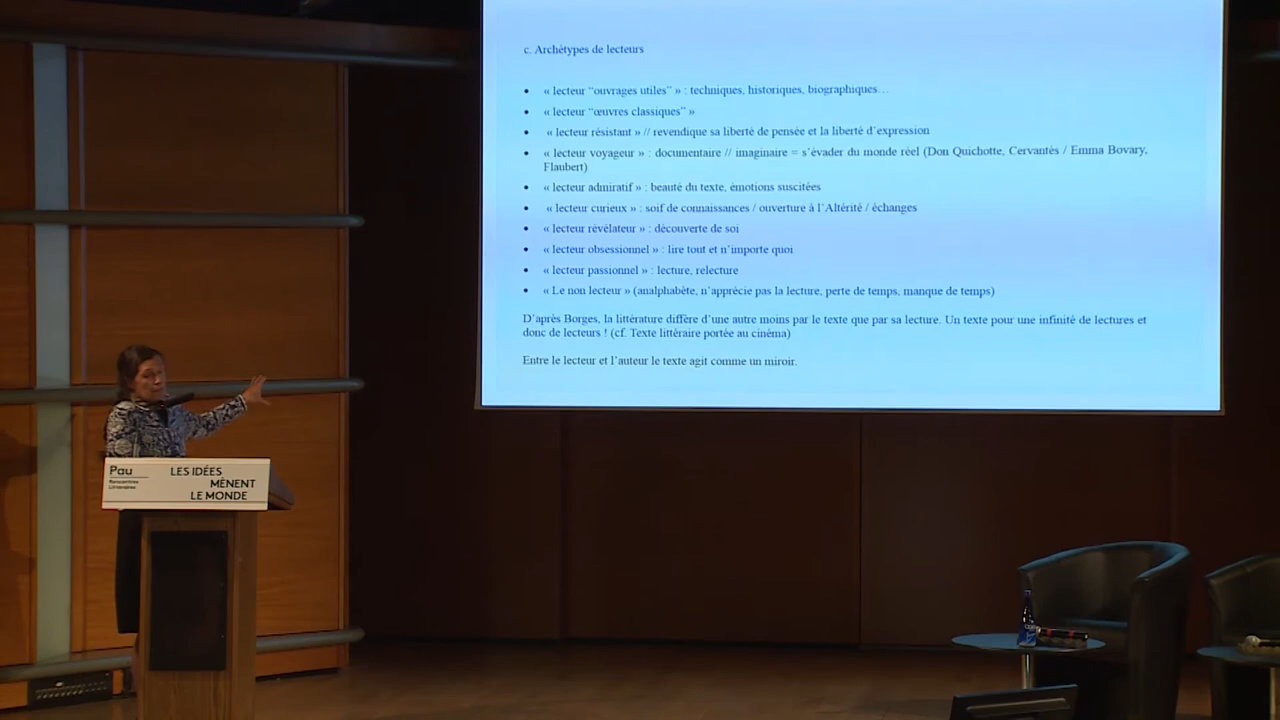 c. Archétypes de lecteurs
• « lecteur “ouvrages utiles” » : techniques, historiques, biographiques…
• « lecteur “œuvres classiques” »
• « lecteur résistant » // revendique sa liberté de pensée et la liberté d’expression
• « lecteur voyageur » : documentaire // imaginaire = s’évader du monde réel (Don Quichotte, Cervantès / Emma Bovary,
Flaubert)
• « lecteur admiratif » : beauté du texte, émotions suscitées
• « lecteur curieux » : soif de connaissances / ouverture à l’Altérité / échanges
• « lecteur révélateur » : découverte de soi
• « lecteur obsessionnel » : lire tout et n’importe quoi
• « lecteur passionnel » : lecture, relecture
• « Le non lecteur » (analphabète, n’apprécie pas la lecture, perte de temps, manque de temps)
D’après Borges, la littérature diffère d’une autre moins par le texte que par sa lecture. Un texte pour une infinité de lectures et
donc de lecteurs ! (cf. Texte littéraire portée au cinéma)
Entre le lecteur et l’auteur le texte agit comme un miroir.
Pau
Rencontres
Littéraires
LES IDÉES
MÈNENT
LE MONDE